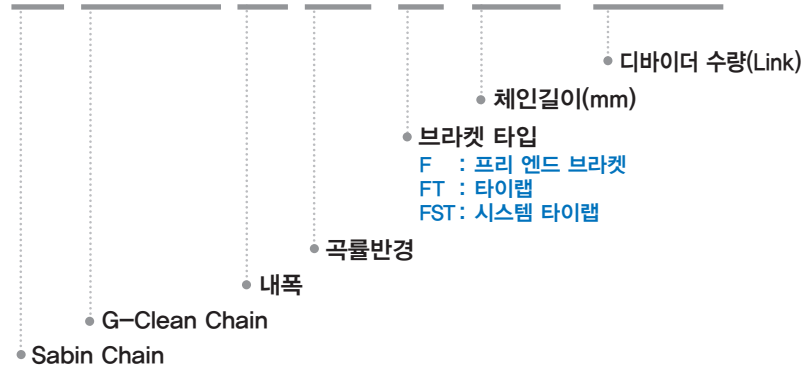 디바이더 수량(Link)
체인길이(mm)
브라켓 타입
F : 프리 엔드 브라켓
FT : 타이랩
FST : 시스템 타이랩
곡률반경
내폭
G-Clean Chain
Sabin Chain